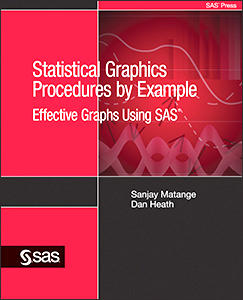 SAS Press
Statistical Graphics
Procedures by Example
Effective Graphs Using SAS®
Sanjay Matange
Dan Heath
sas